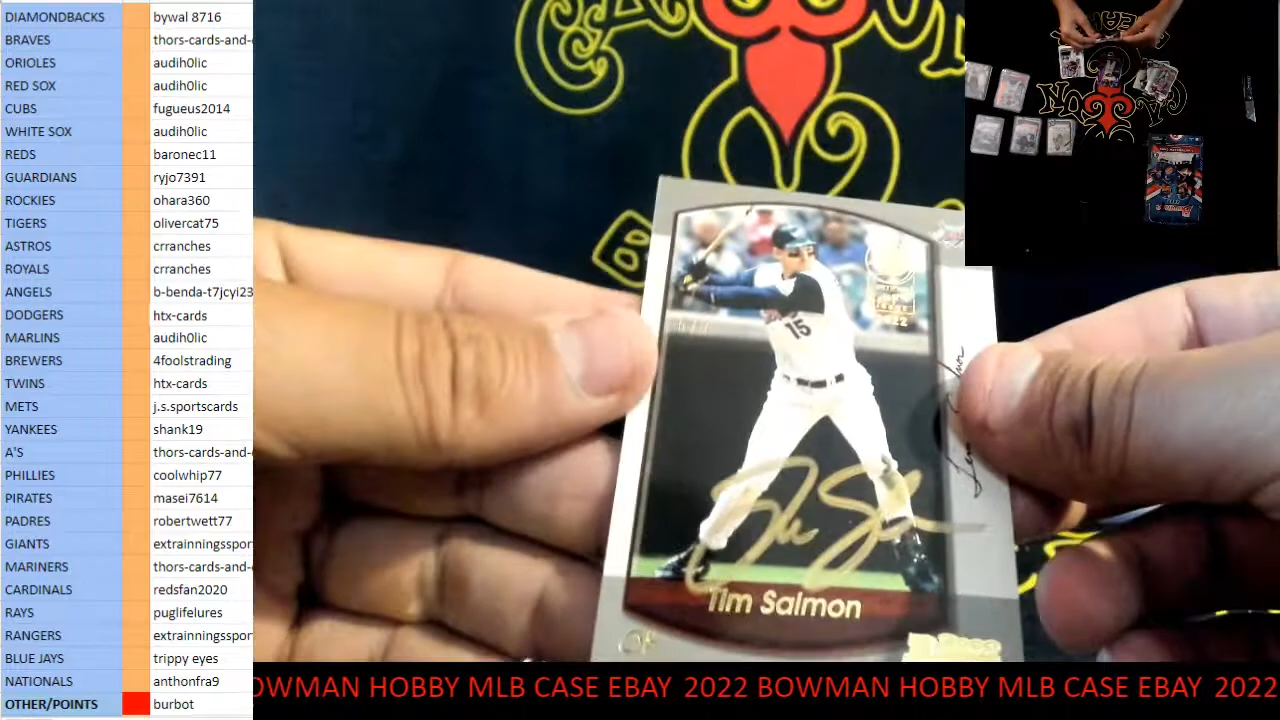 DIAMONDBACKS bywal 8716
BRAVES thors-cards-and-
ORIOLES audih0lic
RED SOX audih0lic
CUBS fugueus2014
WHITE SOX audih0lic
REDS baronec11
GUARDIANS ryjo7391
ROCKIES ohara360
TIGERS olivercat75
ASTROS crranches
ROYALS crranches
ANGELS b-benda-t7jcyl23
DODGERS htx-cards
MARLINS audih0lic
BREWERS 4foolstrading
TWINS htx-cards
METS j.s.sportscards
YANKEES shank19
A'S thors-cards-and-
PHILLIES coolwhip77
PIRATES masei7614
PADRES robertwett77
GIANTS extrainningsspor
MARINERS thors-cards-and-
CARDINALS redsfan2020
RAYS puglifelures
RANGERS extrainningsspor
BLUE JAYS trippy eyes
NATIONALS anthonfra9
OTHER/POINTS burbot
15
Tim Salmon
OF
OWMAN HOBBY MLB CASE EBAY 2022 BOWMAN HOBBY MLB CASE EBAY 2022